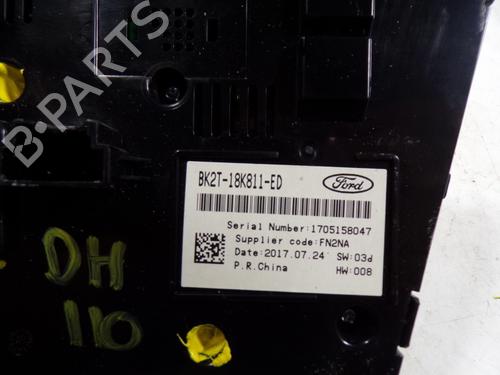 B-PARTS
BK2T-18K811-ED
Ford
Serial Number:1705158047
Supplier code:FN2NA
Date:2017.07.24 SW:03d
P.R.China HW:008
DH
110